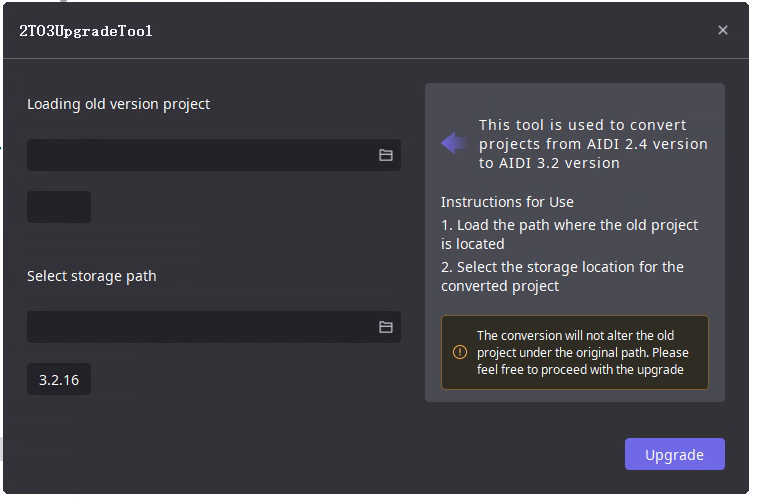 2TO3UpgradeTool
Loading old version project
This tool is used to convert
projects from AIDI 2.4 version
to AIDI 3.2 version
Instructions for Use
1. Load the path where the old project
is located
2. Select the storage location for the
converted project
Select storage path
The conversion will not alter the old
project under the original path. Please
feel free to proceed with the upgrade
3.2.16
Upgrade